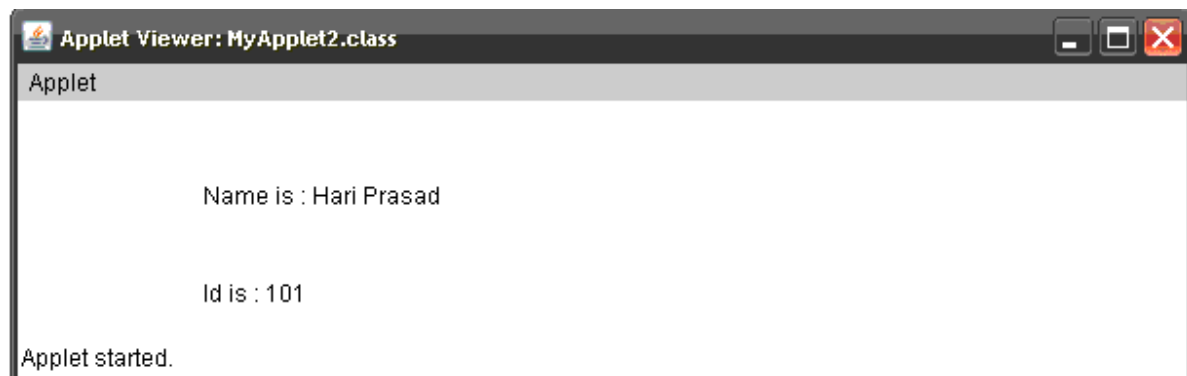 Applet Viewer: MyApplet2.class
Applet
Name is : Hari Prasad
Id is : 101
Applet started.